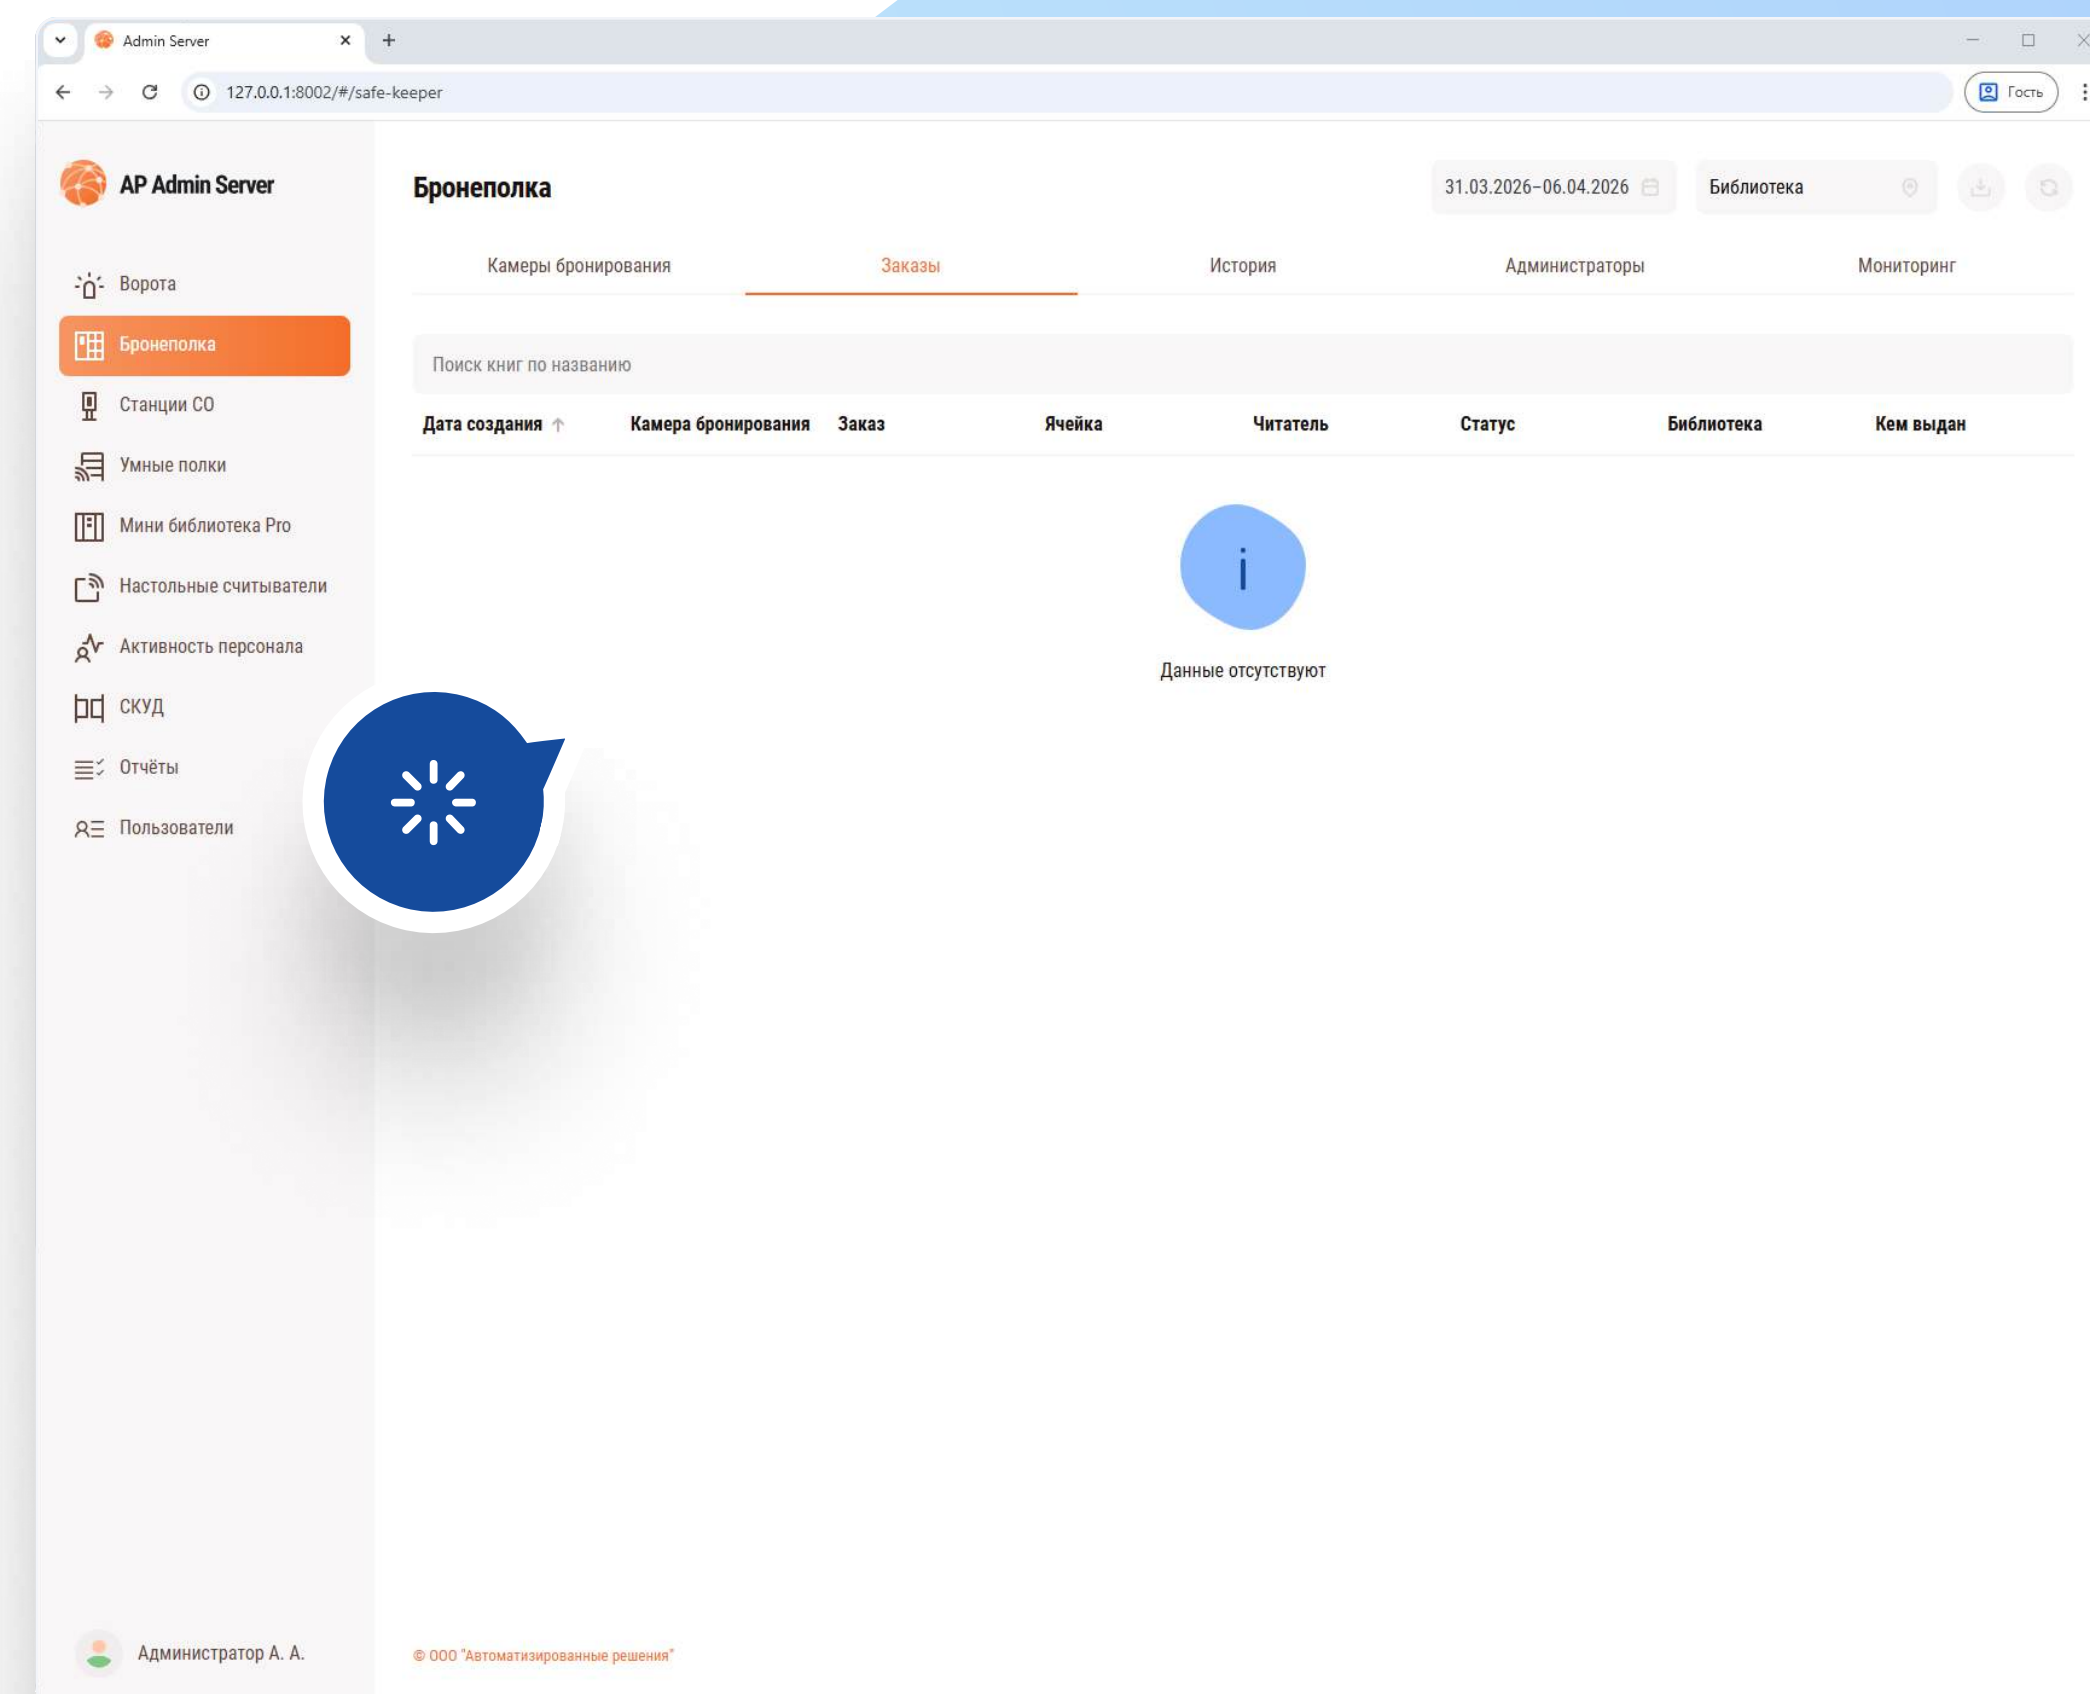 Admin Server
127.0.0.1:8002/#/safe-keeper
Гость
AP Admin Server
Ворота
Бронеполка
Станции СО
Умные полки
Мини библиотека Pro
Настольные считыватели
Активность персонала
СКУД
Отчёты
Пользователи
Администратор А. А.
Бронеполка
31.03.2026–06.04.2026
Библиотека
Камеры бронирования
Заказы
История
Администраторы
Мониторинг
Поиск книг по названию
Дата создания
Камера бронирования
Заказ
Ячейка
Читатель
Статус
Библиотека
Кем выдан
i
Данные отсутствуют
© ООО "Автоматизированные решения"